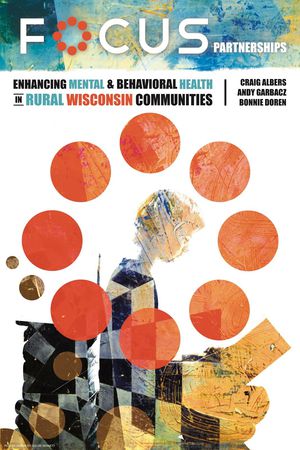 FOCUS
PARTNERSHIPS
ENHANCING MENTAL & BEHAVIORAL HEALTH
IN RURAL WISCONSIN COMMUNITIES
CRAIG ALBERS
ANDY GARBACZ
BONNIE DOREN